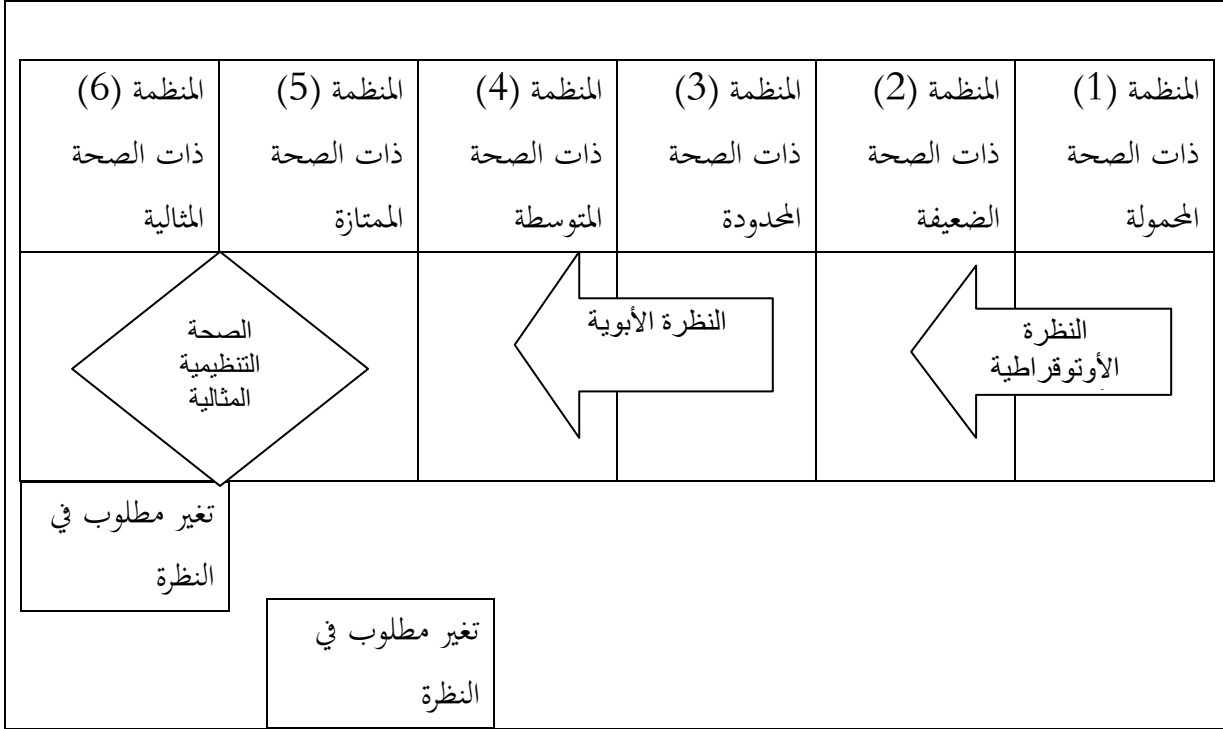 المنظمة (1)
ذات الصحة
المحمولة
المنظمة (2)
ذات الصحة
الضعيفة
المنظمة (3)
ذات الصحة
المحدودة
المنظمة (4)
ذات الصحة
المتوسطة
المنظمة (5)
ذات الصحة
الممتازة
المنظمة (6)
ذات الصحة
المثالية
النظرة
الأوتوقراطية
النظرة الأبوية
الصحة
التنظيمية
المثالية
تغير مطلوب في
النظرة
تغير مطلوب في
النظرة